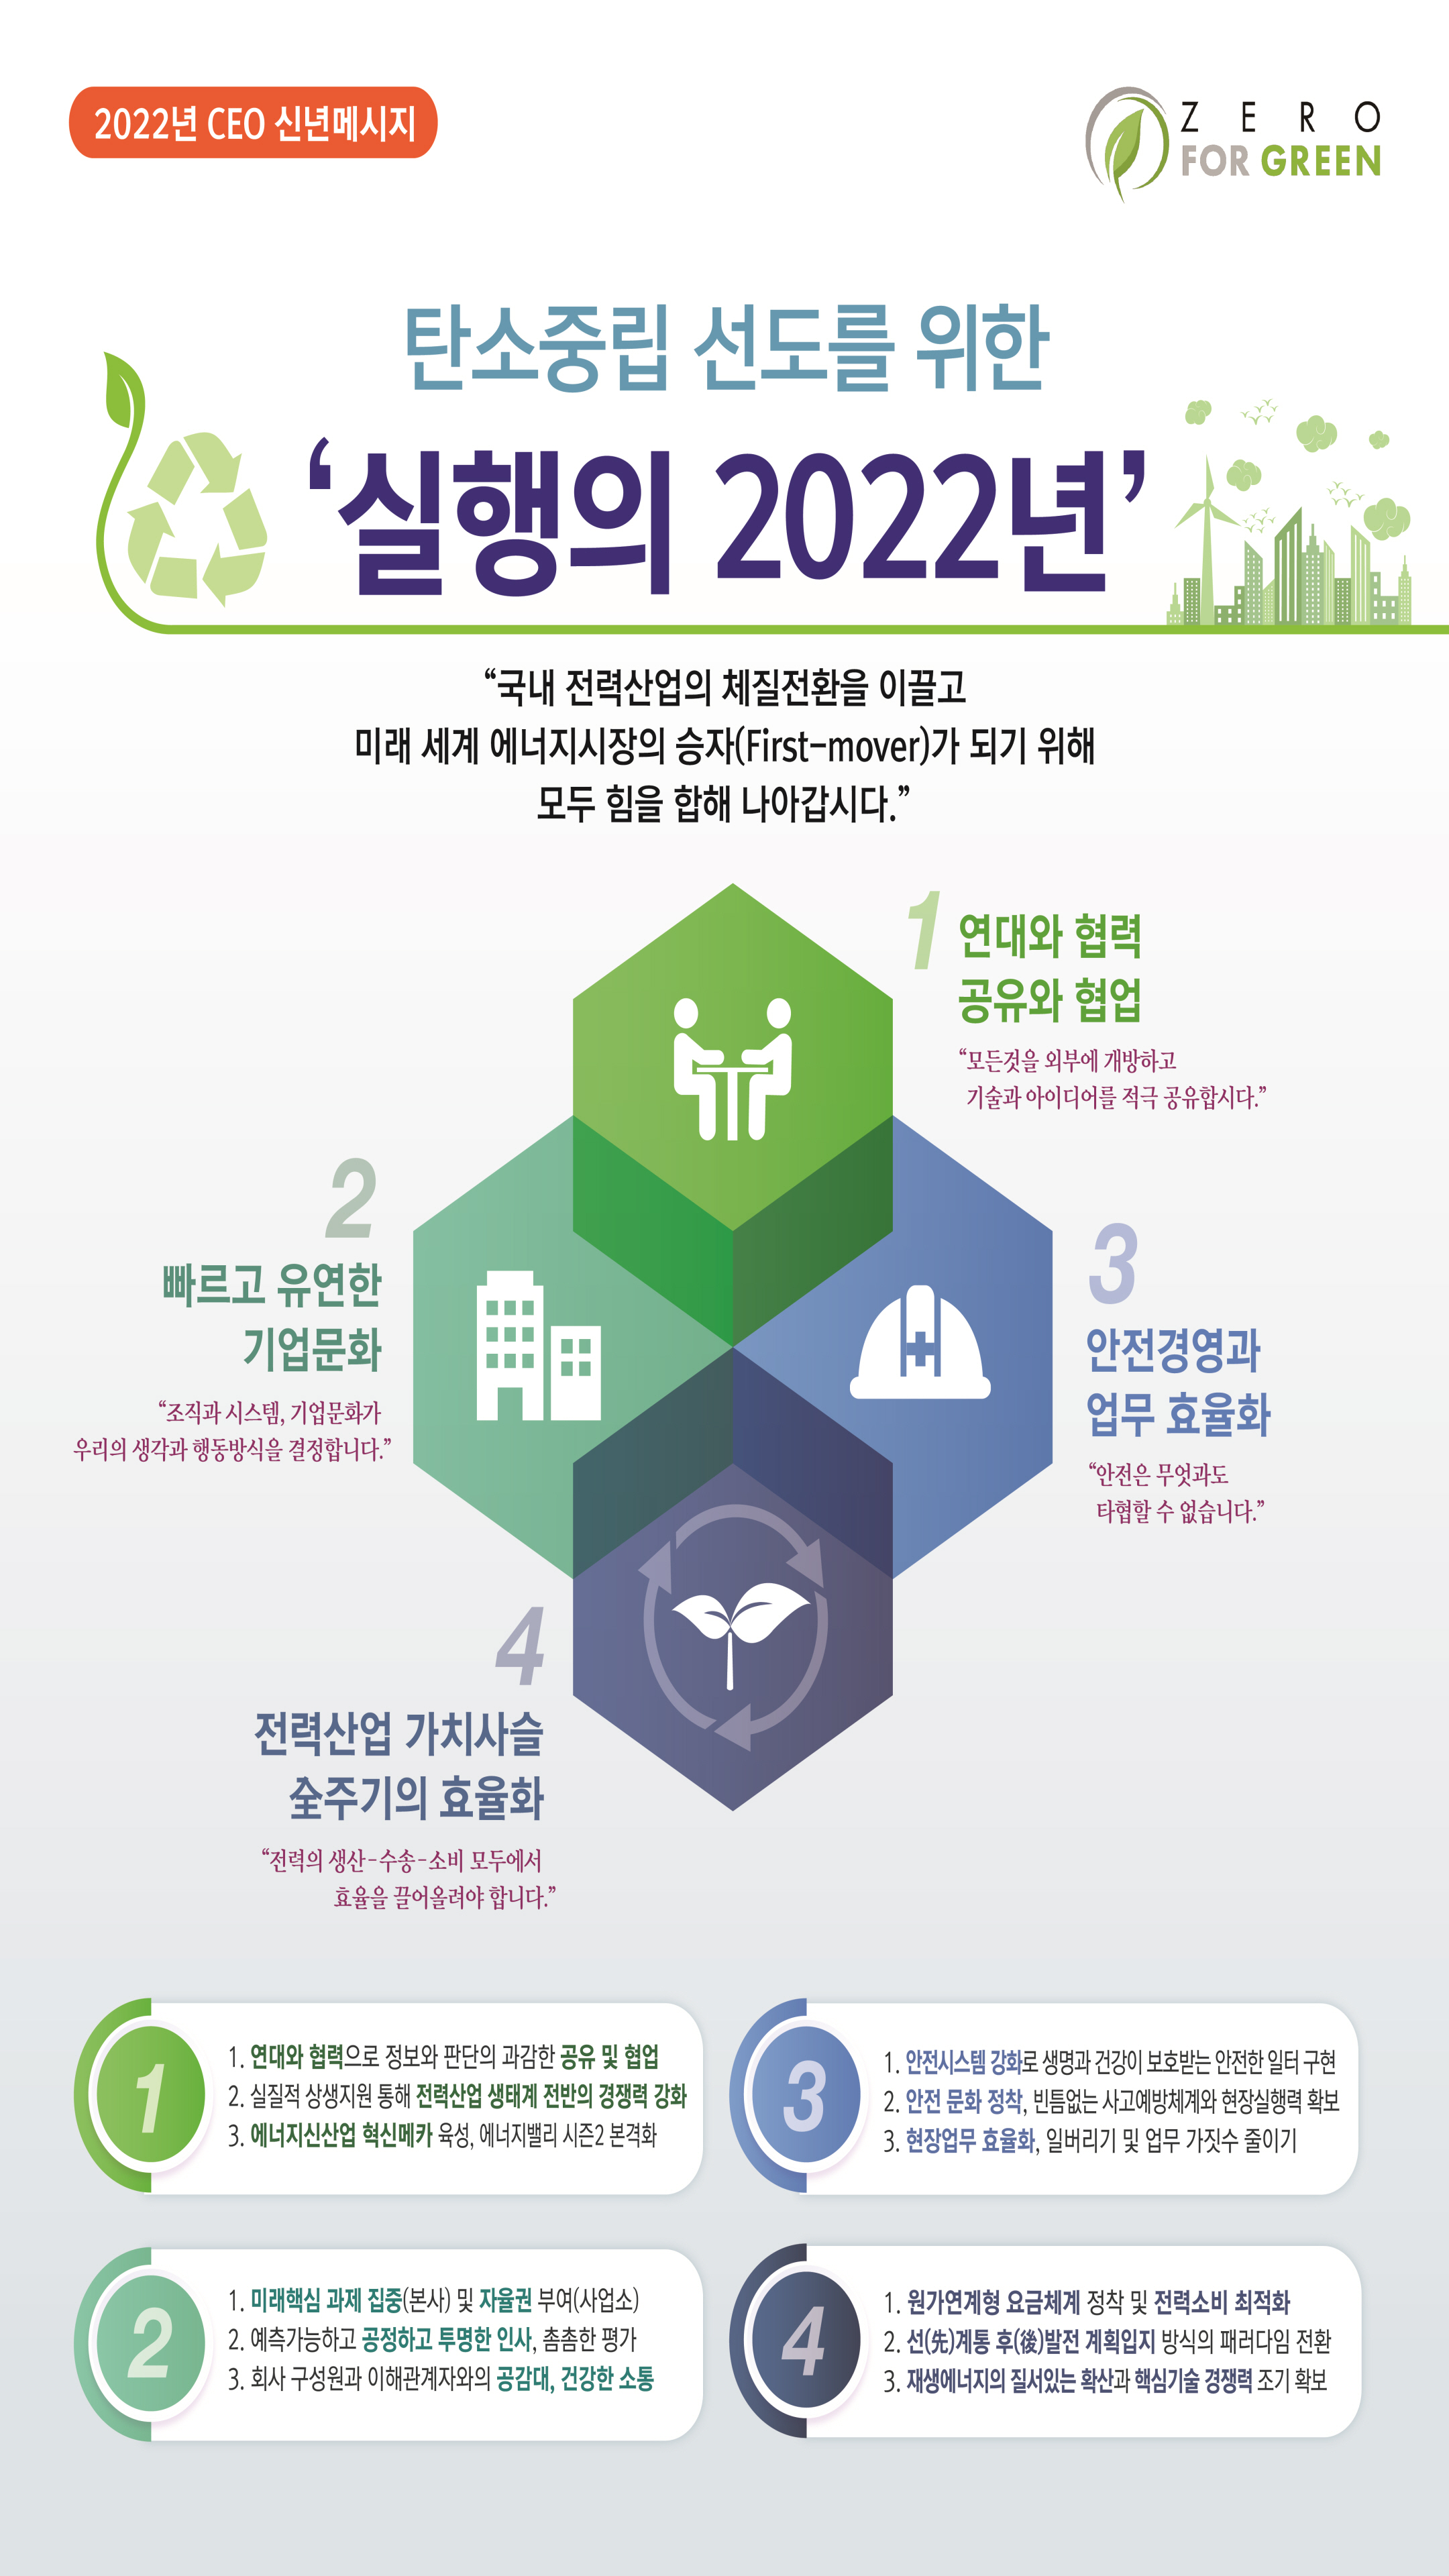 2022년 CEO 신년메시지
ZERO
FOR GREEN
탄소중립 선도를 위한
‘실행의 2022년’
“국내 전력산업의 체질전환을 이끌고
미래 세계 에너지시장의 승자(First-mover)가 되기 위해
모두 힘을 합해 나아갑시다.”
1
연대와 협력
공유와 협업
“모든것을 외부에 개방하고
기술과 아이디어를 적극 공유합시다.”
2
빠르고 유연한
기업문화
“조직과 시스템, 기업문화가
우리의 생각과 행동방식을 결정합니다.”
3
안전경영과
업무 효율화
“안전은 무엇과도
타협할 수 없습니다.”
4
전력산업 가치사슬
全주기의 효율화
“전력의 생산-수송-소비 모두에서
효율을 끌어올려야 합니다.”
1
1. 연대와 협력으로 정보와 판단의 과감한 공유 및 협업
2. 실질적 상생지원 통해 전력산업 생태계 전반의 경쟁력 강화
3. 에너지신산업 혁신메카 육성, 에너지밸리 시즌2 본격화
2
1. 미래핵심 과제 집중(본사) 및 자율권 부여(사업소)
2. 예측가능하고 공정하고 투명한 인사, 촘촘한 평가
3. 회사 구성원과 이해관계자와의 공감대, 건강한 소통
3
1. 안전시스템 강화로 생명과 건강이 보호받는 안전한 일터 구현
2. 안전 문화 정착, 빈틈없는 사고예방체계와 현장실행력 확보
3. 현장업무 효율화, 일버리기 및 업무 가짓수 줄이기
4
1. 원가연계형 요금체계 정착 및 전력소비 최적화
2. 선(先)계통 후(後)발전 계획입지 방식의 패러다임 전환
3. 재생에너지의 질서있는 확산과 핵심기술 경쟁력 조기 확보